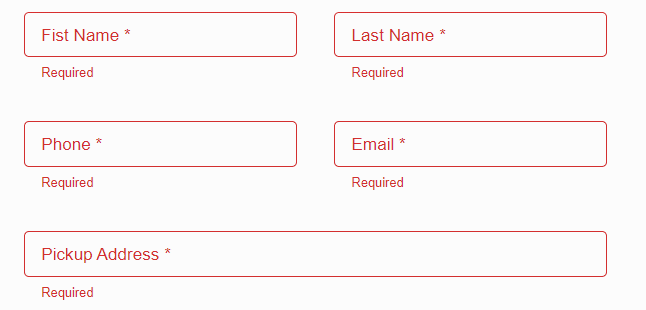 Fist Name *
Last Name *
Required
Required
Phone *
Email *
Required
Required
Pickup Address *
Required